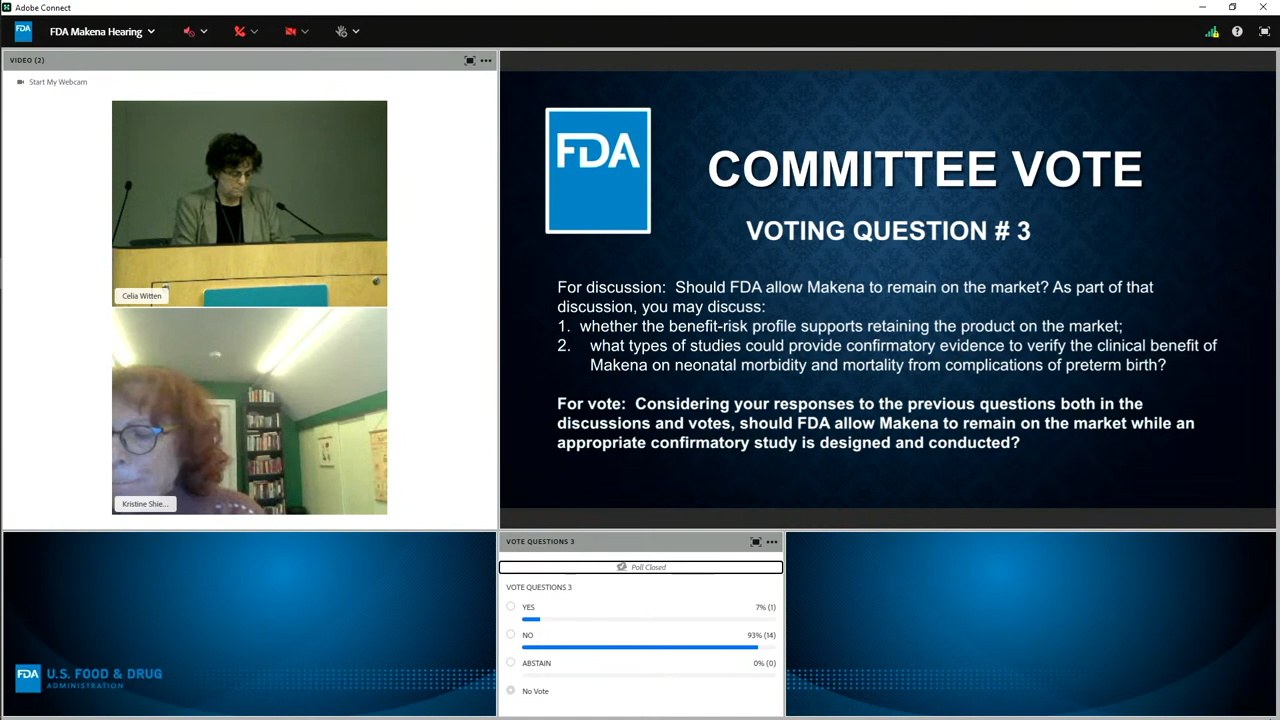 Adobe Connect
FDA
FDA Makena Hearing
VIDEO (2)
Start My Webcam
Celia Witten
Kristine Shie...
FDA
COMMITTEE VOTE
VOTING QUESTION # 3
For discussion: Should FDA allow Makena to remain on the market? As part of that
discussion, you may discuss:
1. whether the benefit-risk profile supports retaining the product on the market;
2. what types of studies could provide confirmatory evidence to verify the clinical benefit of
Makena on neonatal morbidity and mortality from complications of preterm birth?
For vote: Considering your responses to the previous questions both in the
discussions and votes, should FDA allow Makena to remain on the market while an
appropriate confirmatory study is designed and conducted?
FDA U.S. FOOD & DRUG
ADMINISTRATION
VOTE QUESTIONS 3
Poll Closed
VOTE QUESTIONS 3
YES 7% (1)
NO 93% (14)
ABSTAIN 0% (0)
No Vote